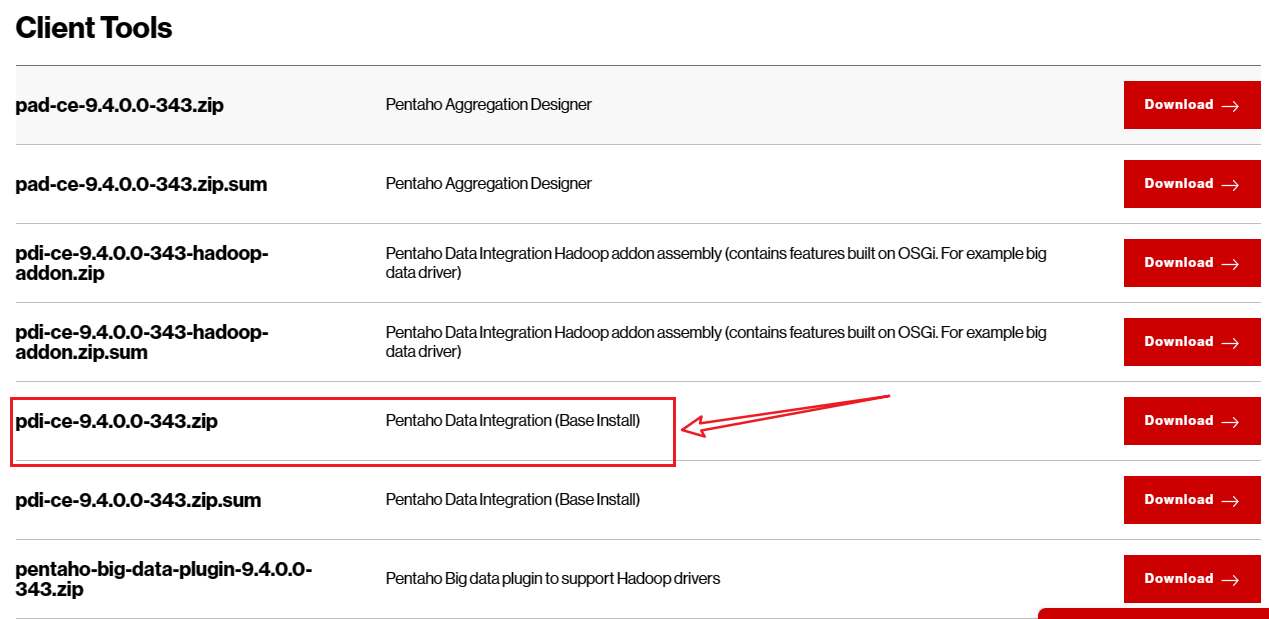 Client Tools
pad-ce-9.4.0.0-343.zip
Pentaho Aggregation Designer
Download →
pad-ce-9.4.0.0-343.zip.sum
Pentaho Aggregation Designer
Download →
pdi-ce-9.4.0.0-343-hadoop-
addon.zip
Pentaho Data Integration Hadoop addon assembly (contains features built on OSGi. For example big
data driver)
Download →
pdi-ce-9.4.0.0-343-hadoop-
addon.zip.sum
Pentaho Data Integration Hadoop addon assembly (contains features built on OSGi. For example big
data driver)
Download →
pdi-ce-9.4.0.0-343.zip
Pentaho Data Integration (Base Install)
Download →
pdi-ce-9.4.0.0-343.zip.sum
Pentaho Data Integration (Base Install)
Download →
pentaho-big-data-plugin-9.4.0.0-
343.zip
Pentaho Big data plugin to support Hadoop drivers
Download →